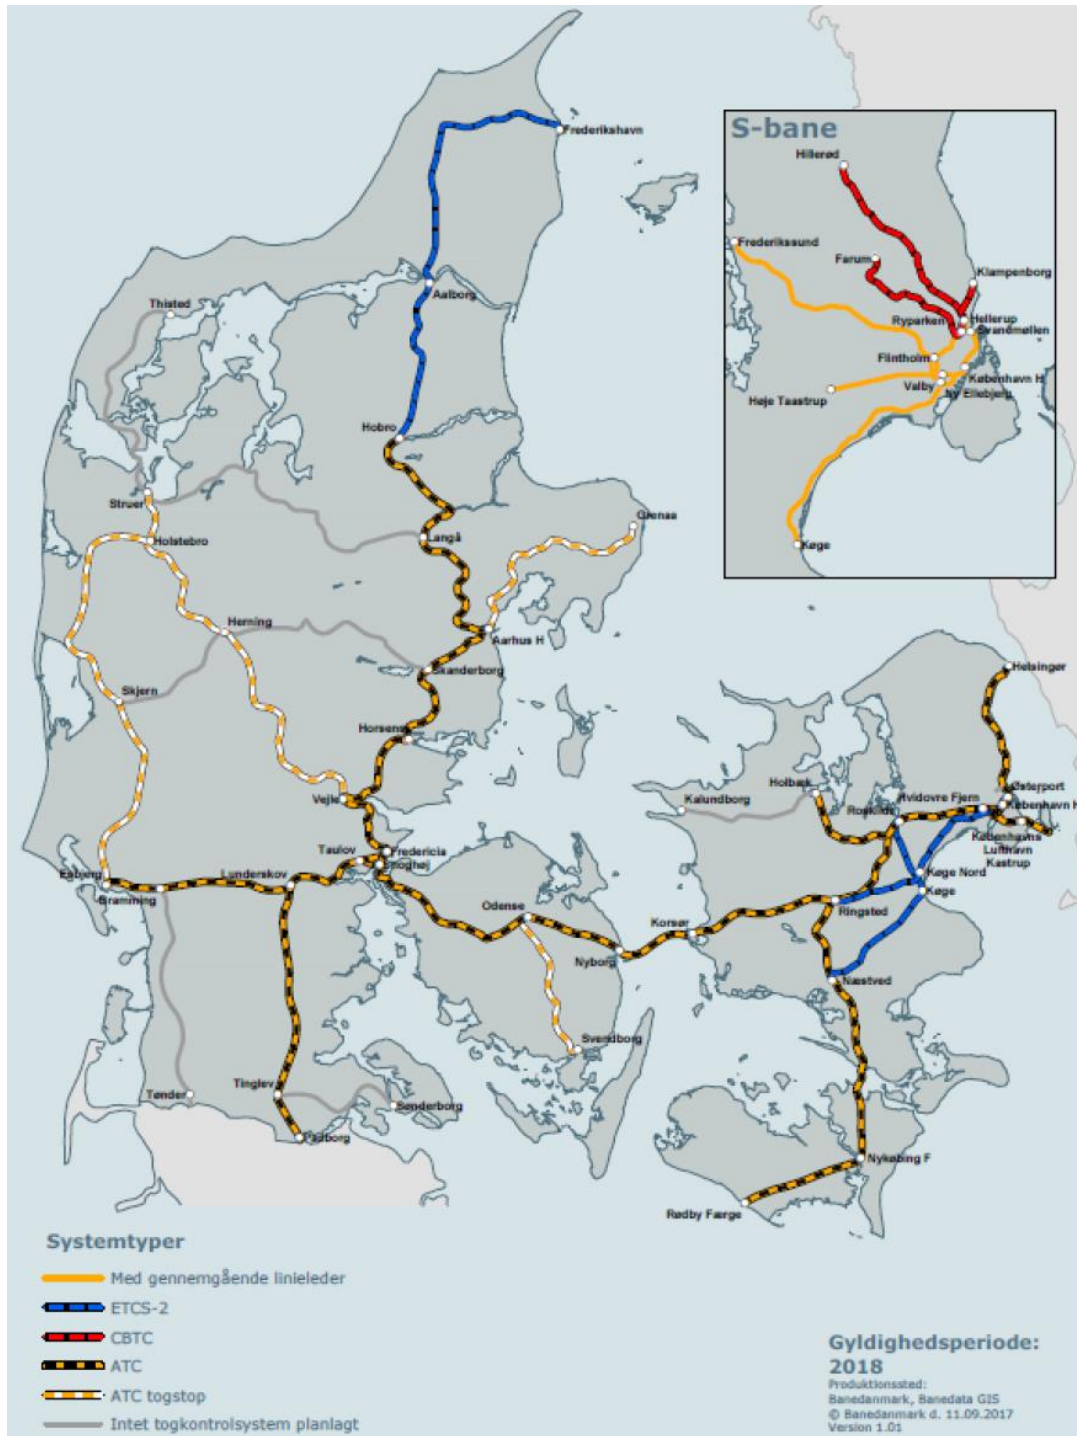 Frederikshavn
S-bane
Hillerød
Frederikssund
Farum
Klampenborg
Hellerup
Ryparken
Svanemøllen
Flintholm
København H
Valby
Ny Ellebjerg
Høje Taastrup
Køge
Aalborg
Thisted
Hobro
Struer
Langå
Grenaa
Holstebro
Herning
Aarhus H
Skanderborg
Skjern
Horsens
Vejle
Helsingør
Holbæk
Kalundborg
Roskilde
Hvidovre Fjern
Østerport
København H
Københavns
Lufthavn
Kastrup
Køge Nord
Køge
Ringsted
Næstved
Taulov
Fredericia
Snoghøj
Esbjerg
Bramming
Lunderskov
Odense
Nyborg
Korsør
Svendborg
Tønder
Tinglev
Sønderborg
Padborg
Nykøbing F
Rødby Færge
Systemtyper
Med gennemgående linieleder
ETCS-2
CBTC
ATC
ATC togstop
Intet togkontrolsystem planlagt
Gyldighedsperiode:
2018
Produktionssted:
Banedanmark, Banedata GIS
© Banedanmark d. 11.09.2017
Version 1.01